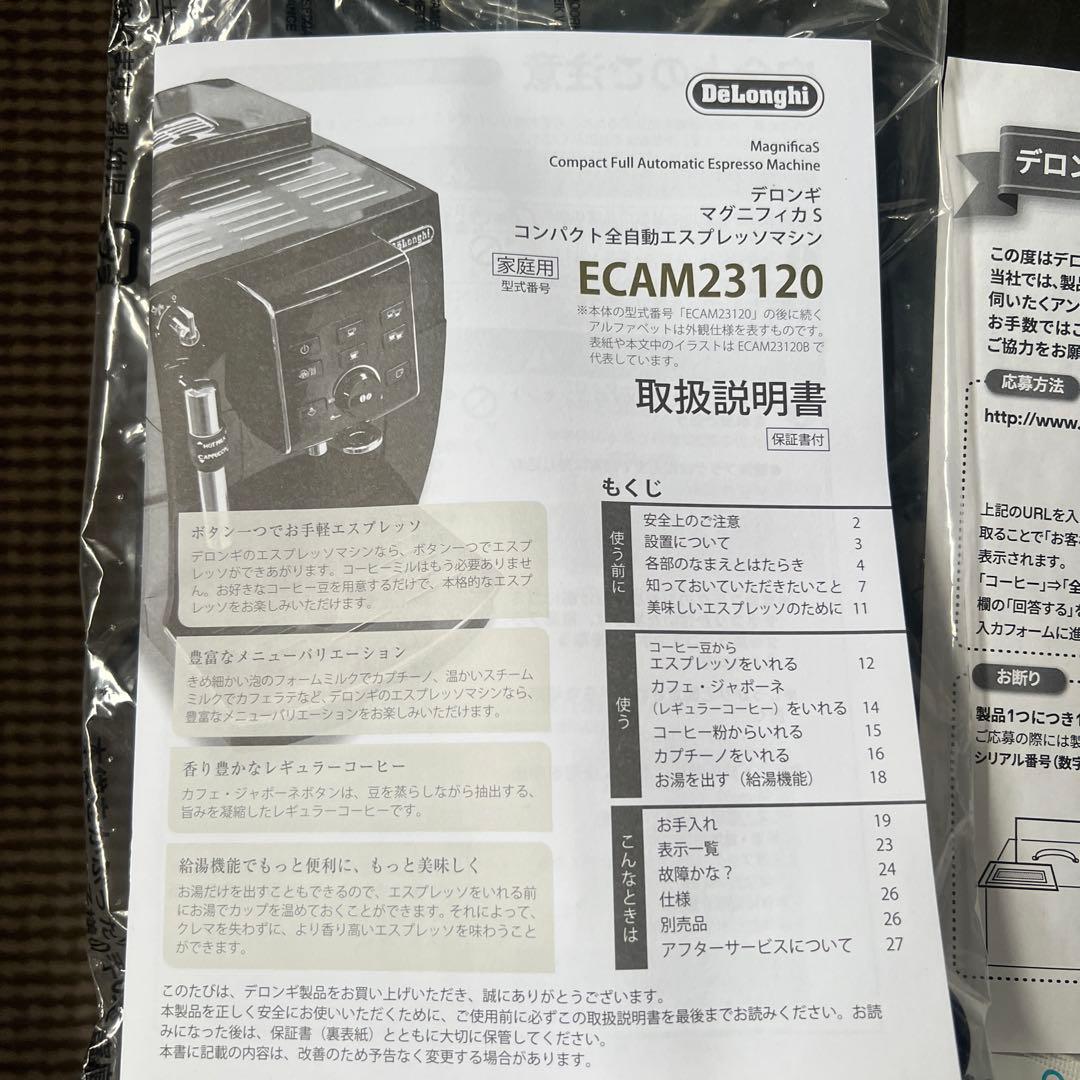 DeLonghi
MagnificaS
Compact Full Automatic Espresso Machine
デロンギ
マグニフィカ S
コンパクト全自動エスプレッソマシン
家庭用
型式番号
ECAM23120
※本体の型式番号「ECAM23120」の後に続く
アルファベットは外観仕様を表すものです。
表紙や本文中のイラストは ECAM23120B で
代表しています。
取扱説明書
保証書付
DeLonghi
HOT MILK
CAPPUCCINO
ボタン一つでお手軽エスプレッソ
デロンギのエスプレッソマシンなら、ボタン一つでエスプ
レッソができあがります。コーヒーミルはもう必要ありませ
ん。お好きなコーヒー豆を用意するだけで、本格的なエスプ
レッソをお楽しみいただけます。
豊富なメニューバリエーション
きめ細かい泡のフォームミルクでカプチーノ、温かいスチーム
ミルクでカフェラテなど、デロンギのエスプレッソマシンなら、
豊富なメニューバリエーションをお楽しみいただけます。
香り豊かなレギュラーコーヒー
カフェ・ジャポーネボタンは、豆を蒸らしながら抽出する、
旨みを凝縮したレギュラーコーヒーです。
給湯機能でもっと便利に、もっと美味しく
お湯だけを出すこともできるので、エスプレッソをいれる前
にお湯でカップを温めておくことができます。それによって、
クレマを失わずに、より香り高いエスプレッソを味わうこと
ができます。
もくじ
使う前に
安全上のご注意 2
設置について 3
各部のなまえとはたらき 4
知っておいていただきたいこと 7
美味しいエスプレッソのために 11
使う
コーヒー豆から
エスプレッソをいれる 12
カフェ・ジャポーネ
（レギュラーコーヒー）をいれる 14
コーヒー粉からいれる 15
カプチーノをいれる 16
お湯を出す（給湯機能） 18
こんなときは
お手入れ 19
表示一覧 23
故障かな？ 24
仕様 26
別売品 26
アフターサービスについて 27
このたびは、デロンギ製品をお買い上げいただき、誠にありがとうございます。
本製品を正しく安全にお使いいただくために、ご使用前に必ずこの取扱説明書を最後までお読みください。お読
みになった後は、保証書（裏表紙）とともに大切に保管してください。
本書に記載の内容は、改善のため予告なく変更する場合があります。
デロン
この度はデロ
当社では、製品
伺いたくアン
お手数ではご
ご協力をお願
応募方法
http://www.
上記のURLを入
取ることで「お客
表示されます。
「コーヒー」⇒「全
欄の「回答する」を
入力フォームに進
お断り
製品1つにつき1
ご応募の際には製
シリアル番号（数字